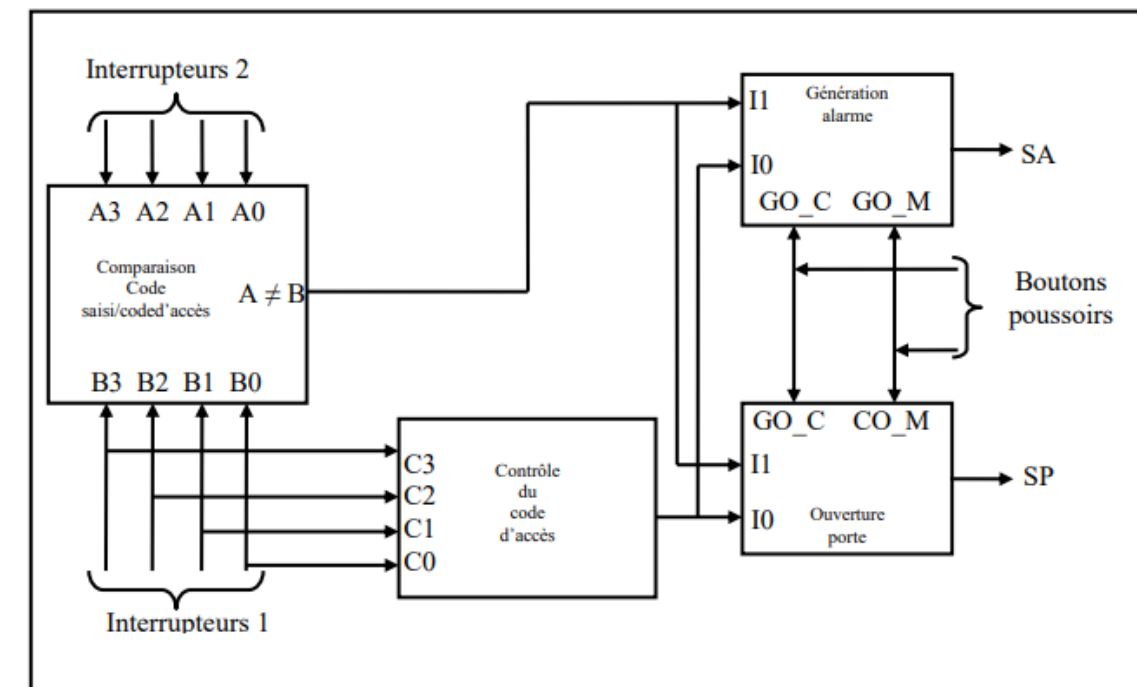 Interrupteurs 2
A3 A2 A1 A0
Comparaison
Code
saisi/coded'accès
A ≠ B
B3 B2 B1 B0
Interrupteurs 1
C3
C2
C1
C0
Contrôle
du
code
d'accès
I1
Génération
alarme
I0
GO_C GO_M
SA
Boutons
poussoirs
GO_C CO_M
I1
I0
Ouverture
porte
SP